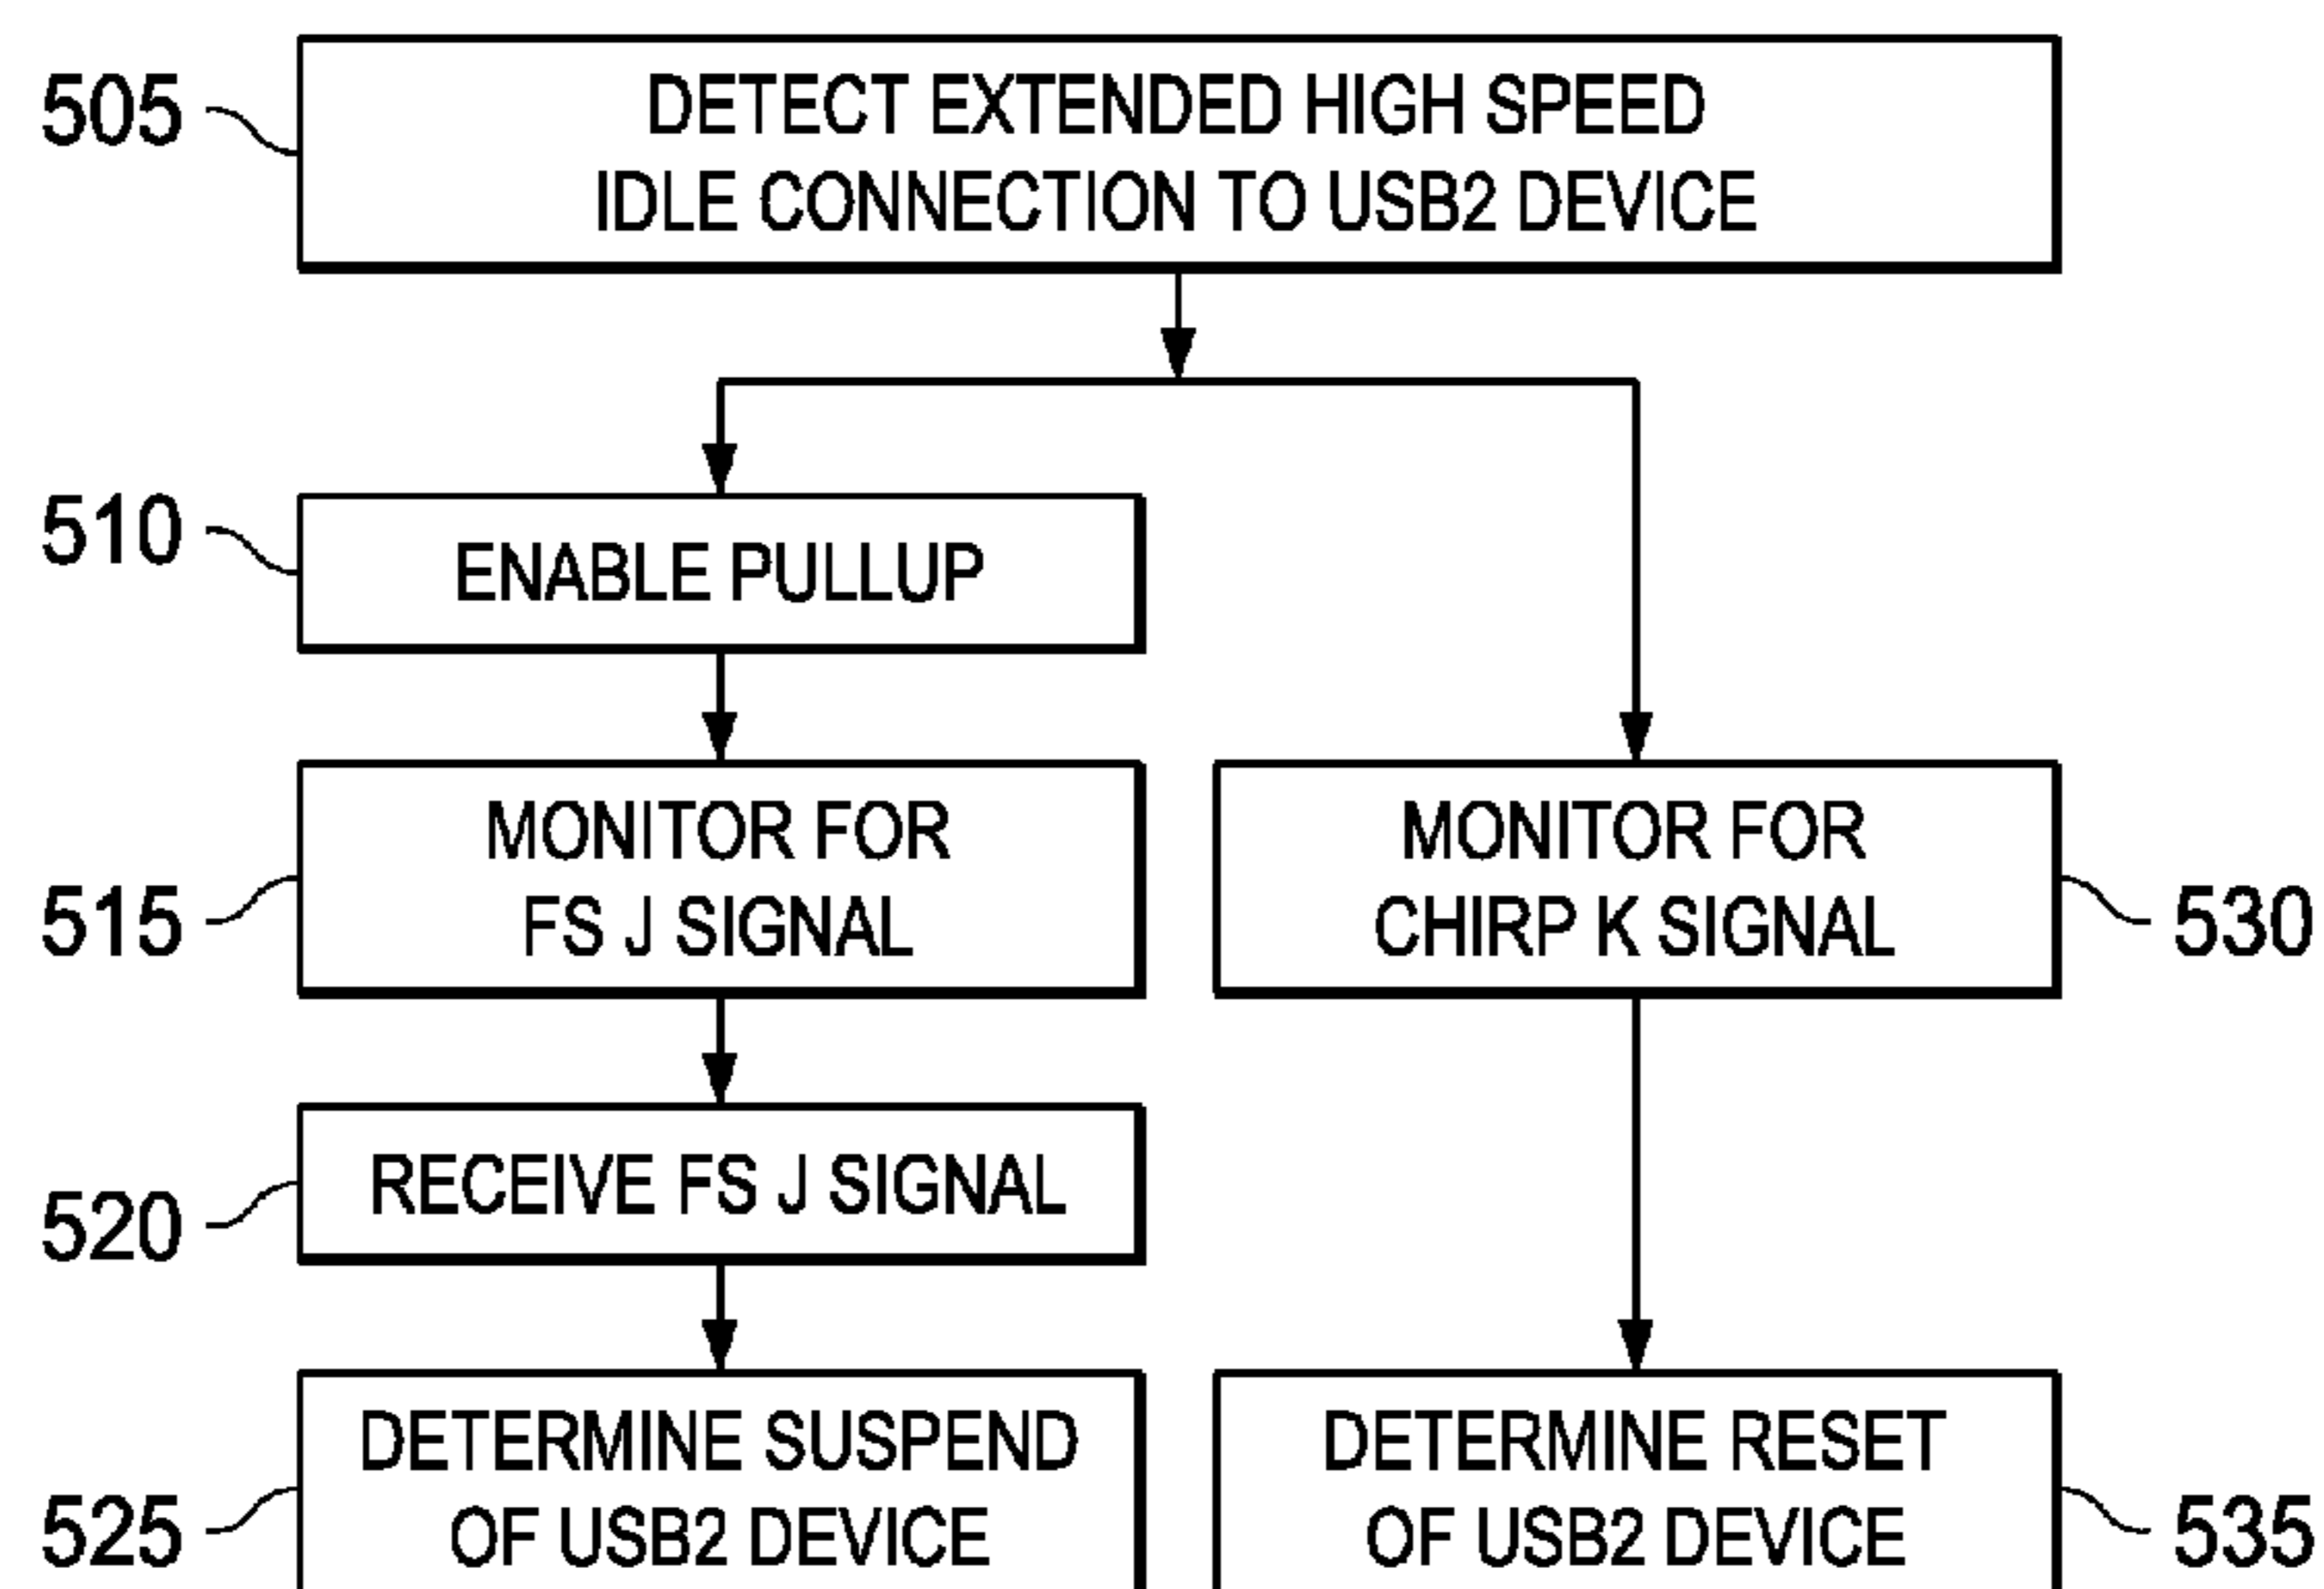 505
DETECT EXTENDED HIGH SPEED
IDLE CONNECTION TO USB2 DEVICE
510
ENABLE PULLUP
515
MONITOR FOR
FS J SIGNAL
MONITOR FOR
CHIRP K SIGNAL
530
520
RECEIVE FS J SIGNAL
525
DETERMINE SUSPEND
OF USB2 DEVICE
DETERMINE RESET
OF USB2 DEVICE
535